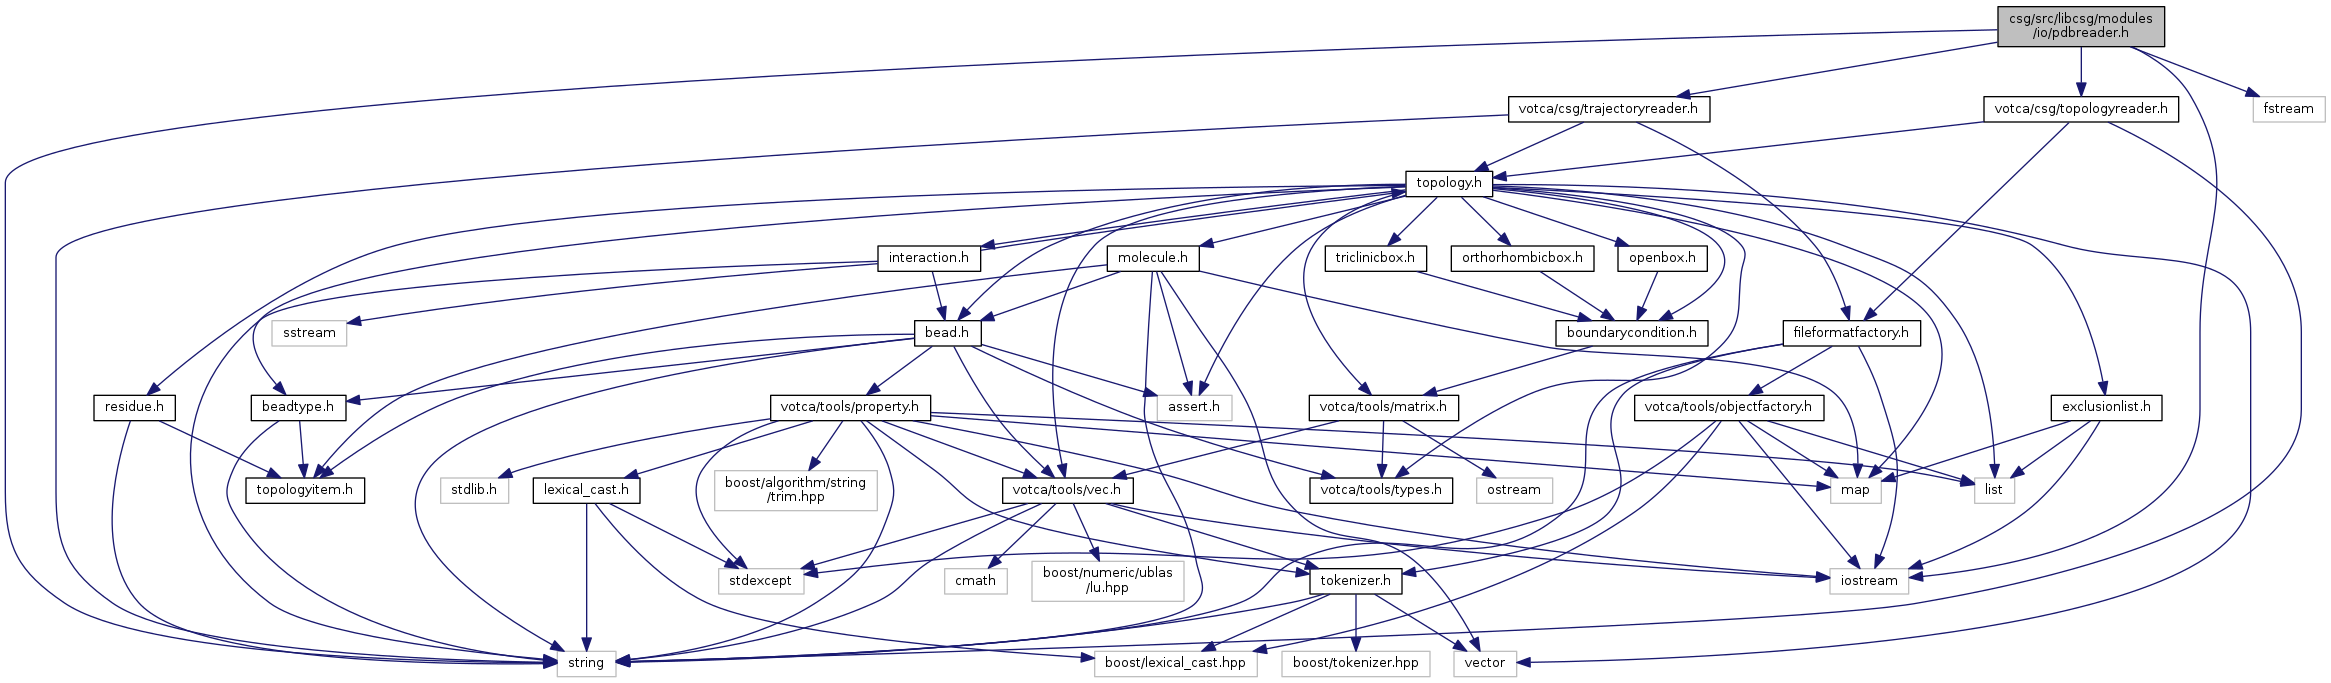 csg/src/libcsg/modules
/io/pdbreader.h
votca/csg/trajectoryreader.h
votca/csg/topologyreader.h
fstream
topology.h
interaction.h
molecule.h
triclinicbox.h
orthorhombicbox.h
openbox.h
sstream
bead.h
boundarycondition.h
fileformatfactory.h
residue.h
beadtype.h
votca/tools/property.h
assert.h
votca/tools/matrix.h
votca/tools/objectfactory.h
exclusionlist.h
topologyitem.h
stdlib.h
lexical_cast.h
boost/algorithm/string
/trim.hpp
votca/tools/vec.h
votca/tools/types.h
ostream
map
list
stdexcept
cmath
boost/numeric/ublas
/lu.hpp
tokenizer.h
iostream
string
boost/lexical_cast.hpp
boost/tokenizer.hpp
vector